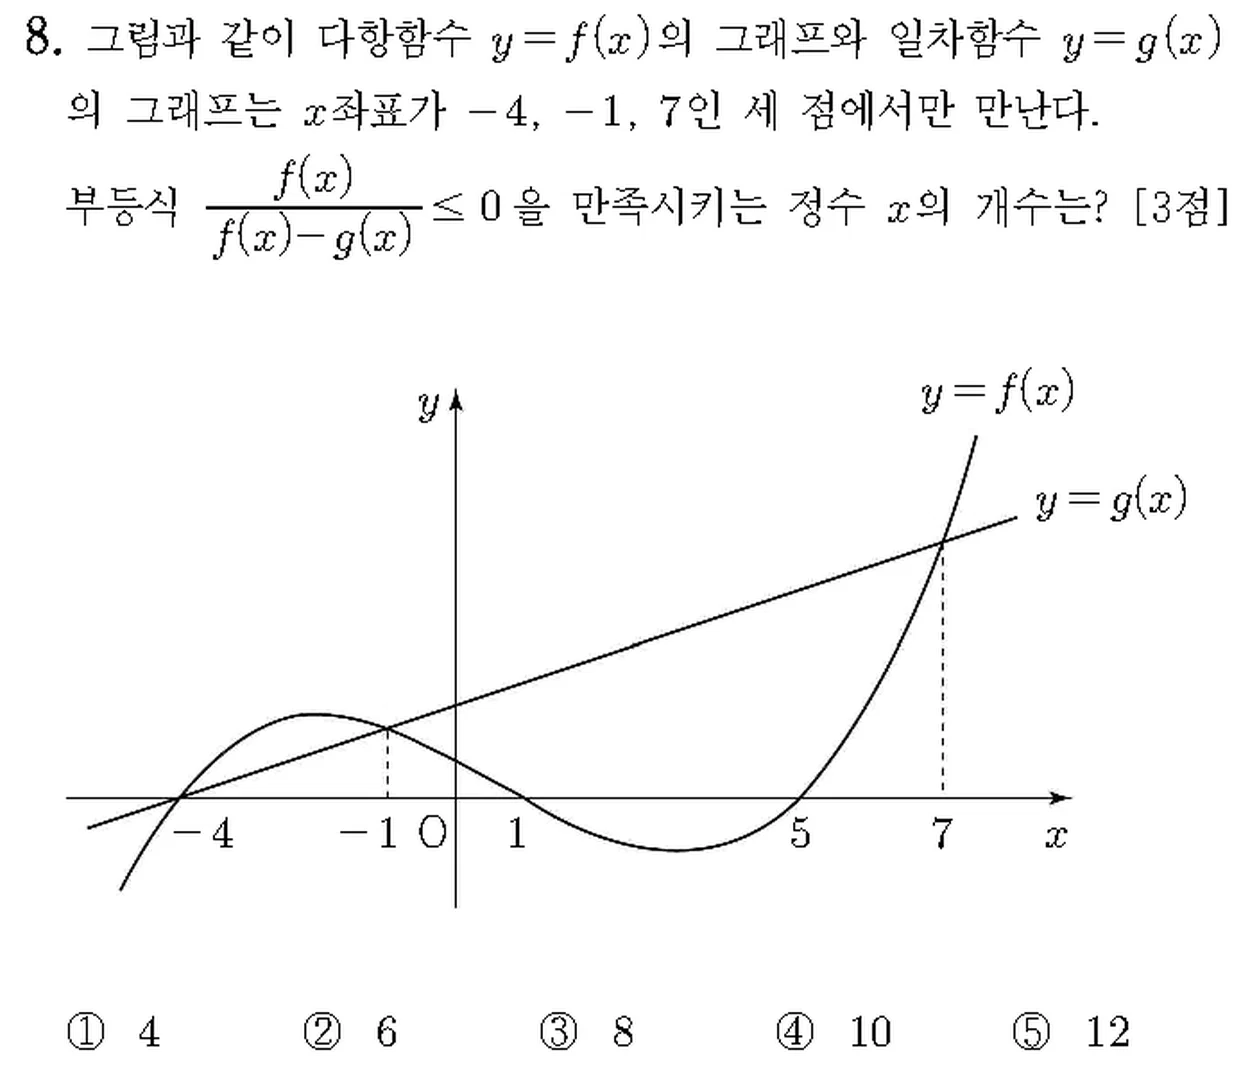 8. 그림과 같이 다항함수 y=f(x)의 그래프와 일차함수 y=g(x)
의 그래프는 x좌표가 -4, -1, 7인 세 점에서만 만난다.
부등식 f(x)/(f(x)-g(x)) ≤ 0 을 만족시키는 정수 x의 개수는? [3점]
y=f(x)
y
y=g(x)
-4 -1 O 1 5 7 x
① 4 ② 6 ③ 8 ④ 10 ⑤ 12